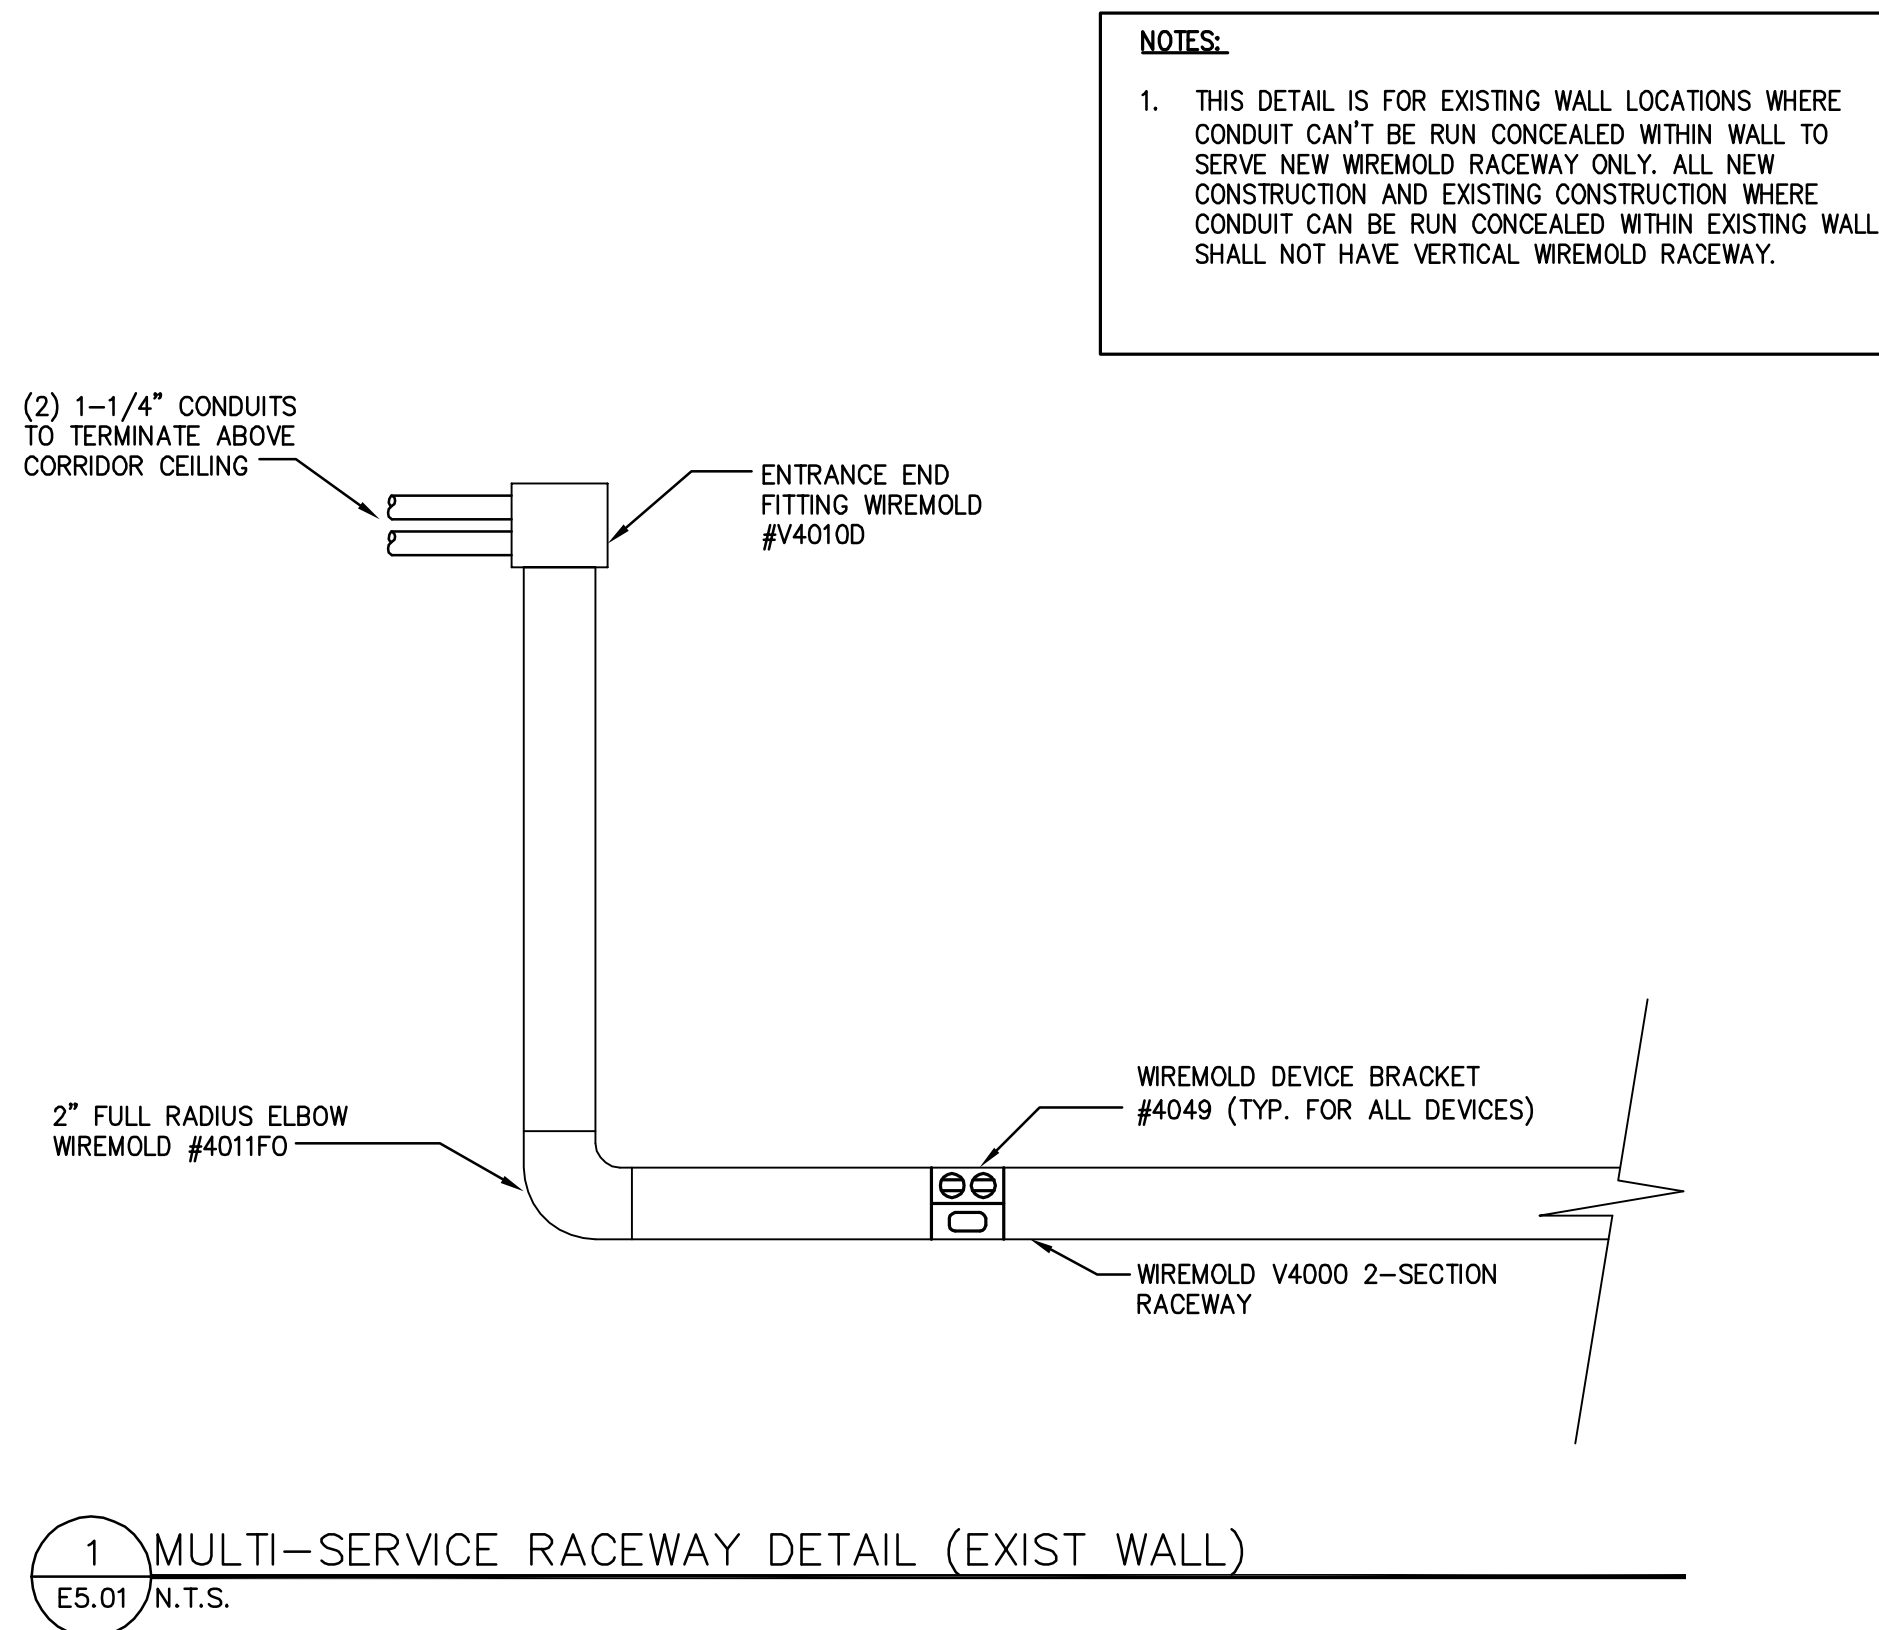 NOTES:
1. THIS DETAIL IS FOR EXISTING WALL LOCATIONS WHERE
CONDUIT CAN'T BE RUN CONCEALED WITHIN WALL TO
SERVE NEW WIREMOLD RACEWAY ONLY. ALL NEW
CONSTRUCTION AND EXISTING CONSTRUCTION WHERE
CONDUIT CAN BE RUN CONCEALED WITHIN EXISTING WALL
SHALL NOT HAVE VERTICAL WIREMOLD RACEWAY.
(2) 1-1/4" CONDUITS
TO TERMINATE ABOVE
CORRIDOR CEILING
ENTRANCE END
FITTING WIREMOLD
#V4010D
WIREMOLD DEVICE BRACKET
#4049 (TYP. FOR ALL DEVICES)
2" FULL RADIUS ELBOW
WIREMOLD #4011FO
WIREMOLD V4000 2-SECTION
RACEWAY
1
MULTI-SERVICE RACEWAY DETAIL (EXIST WALL)
E5.01
N.T.S.